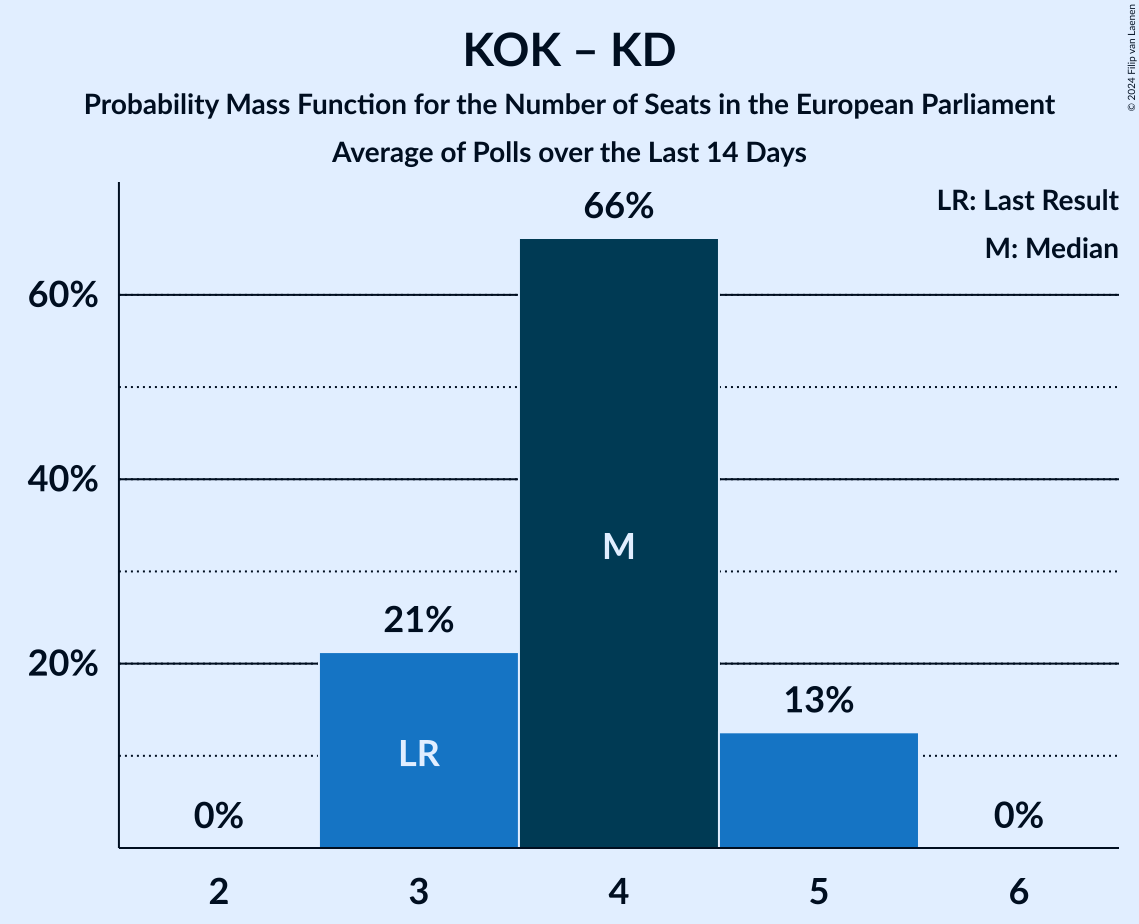 KOK – KD
Probability Mass Function for the Number of Seats in the European Parliament
Average of Polls over the Last 14 Days
© 2024 Filip van Laenen
LR: Last Result
M: Median
66%
60%
40%
M
21%
20%
13%
LR
0%
0%
2
3
4
5
6